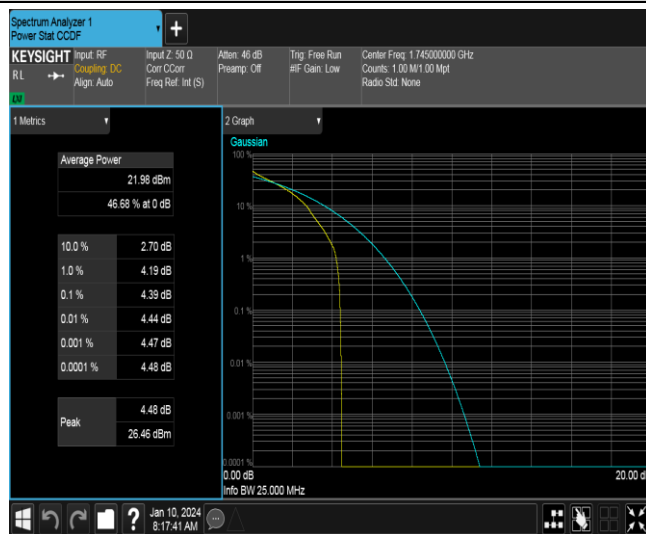 Spectrum Analyzer 1
Power Stat CCDF
+
KEYSIGHT
RL
Input: RF
Coupling: DC
Align: Auto
Input Z: 50 Ω
Corr CCorr
Freq Ref: Int (S)
Atten: 46 dB
Preamp: Off
Trig: Free Run
#IF Gain: Low
Center Freq: 1.745000000 GHz
Counts: 1.00 M/1.00 Mpt
Radio Std: None
1 Metrics
Average Power
21.98 dBm
46.68 % at 0 dB
10.0 % 2.70 dB
1.0 % 4.19 dB
0.1 % 4.39 dB
0.01 % 4.44 dB
0.001 % 4.47 dB
0.0001 % 4.48 dB
Peak
4.48 dB
26.46 dBm
2 Graph
Gaussian
100 %
10 %
1 %
0.1 %
0.01 %
0.001 %
0.0001 %
0.00 dB
20.00 d
Info BW 25.000 MHz
?
Jan 10, 2024
8:17:41 AM